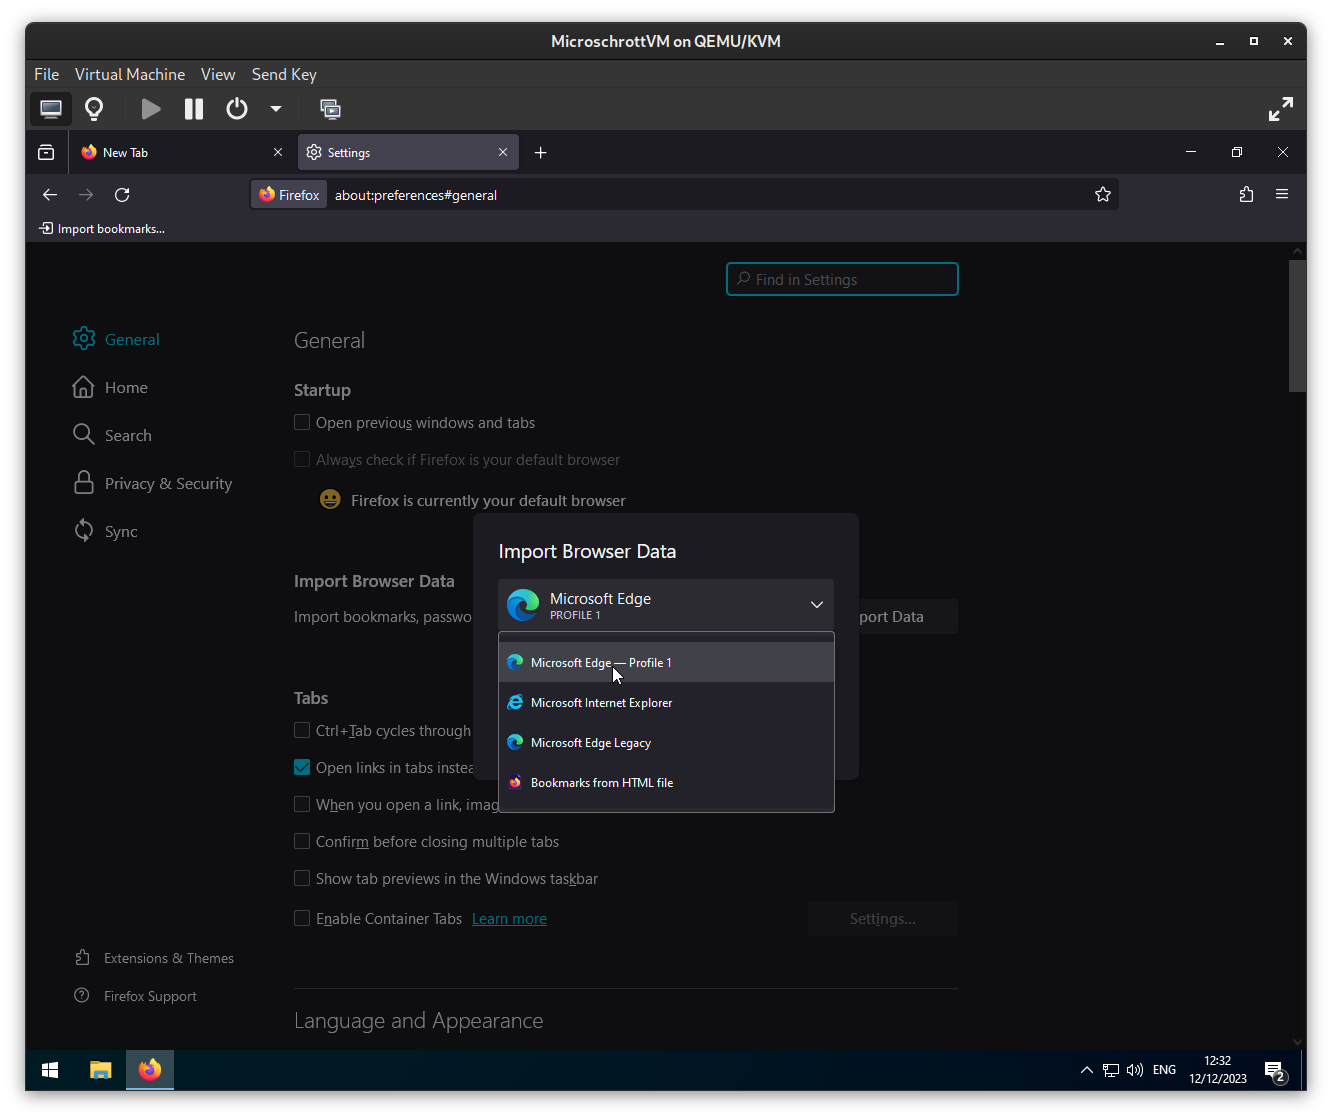 MicroschrottVM on QEMU/KVM
File Virtual Machine View Send Key
New Tab
Settings
Firefox about:preferences#general
Import bookmarks...
Find in Settings
General
General
Home
Startup
Open previous windows and tabs
Search
Always check if Firefox is your default browser
Privacy & Security
Firefox is currently your default browser
Sync
Import Browser Data
Microsoft Edge
PROFILE 1
Microsoft Edge — Profile 1
Microsoft Internet Explorer
Microsoft Edge Legacy
Bookmarks from HTML file
Import Browser Data
Import bookmarks, passwo
port Data
Tabs
Ctrl+Tab cycles through
Open links in tabs instea
When you open a link, imag
Confirm before closing multiple tabs
Show tab previews in the Windows taskbar
Enable Container Tabs Learn more
Settings...
Extensions & Themes
Firefox Support
Language and Appearance
ENG
12:32
12/12/2023
2